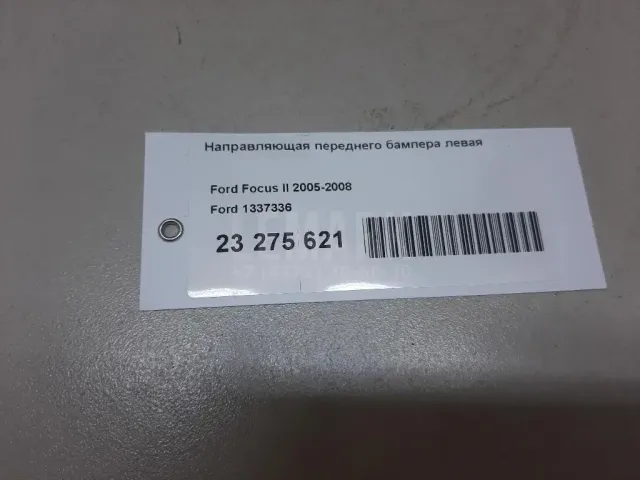 Направляющая переднего бампера левая
Ford Focus II 2005-2008
Ford 1337336
23 275 621